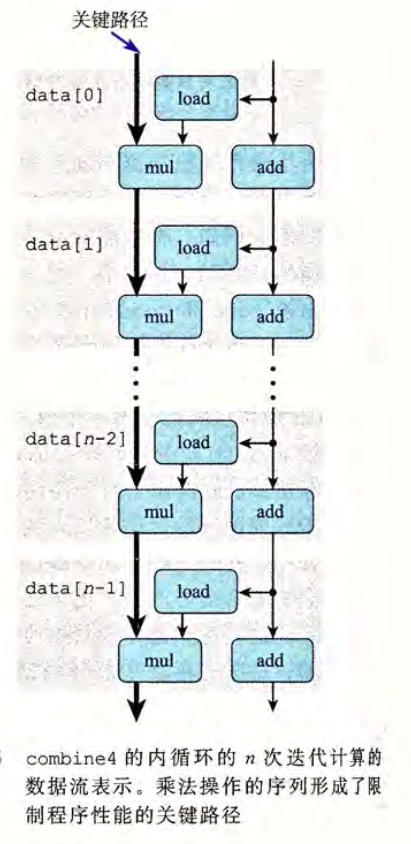 关键路径
data[0]
load
mul
add
data[1]
load
mul
add
data[n-2]
load
mul
add
data[n-1]
load
mul
add
combine4 的内循环的 n 次迭代计算的
数据流表示。乘法操作的序列形成了限
制程序性能的关键路径